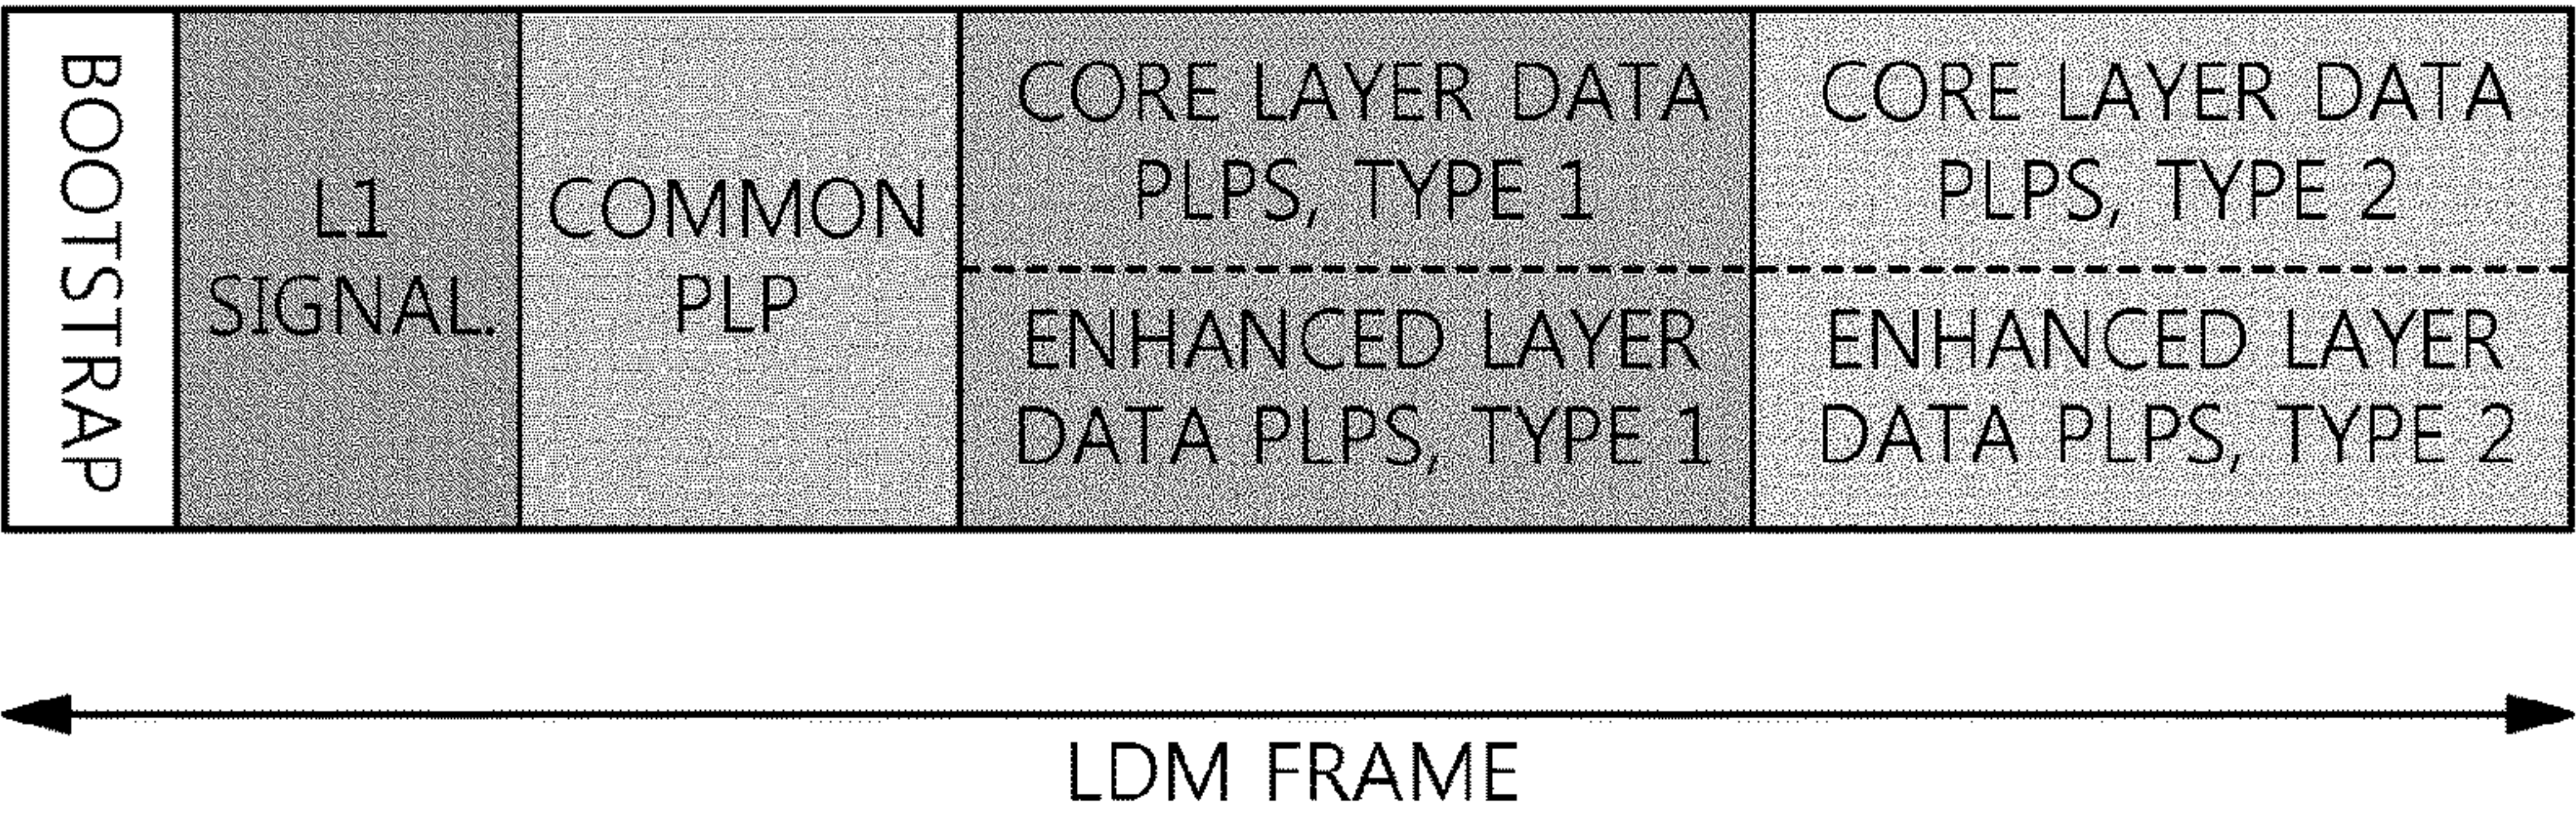 BOOTSTRAP
L1
SIGNAL.
COMMON
PLP
CORE LAYER DATA
PLPS, TYPE 1
ENHANCED LAYER
DATA PLPS, TYPE 1
CORE LAYER DATA
PLPS, TYPE 2
ENHANCED LAYER
DATA PLPS, TYPE 2
LDM FRAME